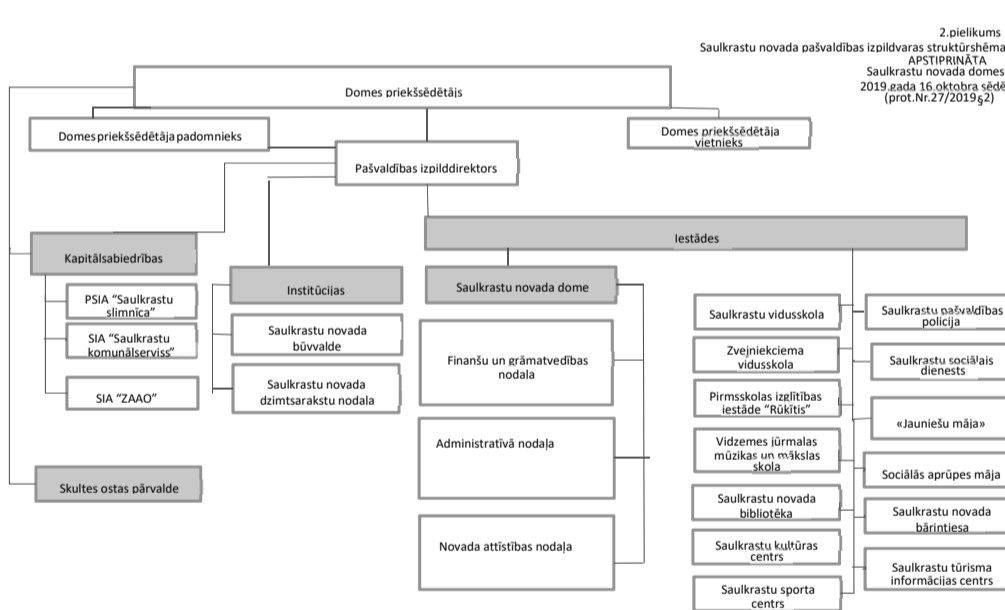 2.pielikums
Saulkrastu novada pašvaldības izpildvaras struktūrshēma
APSTIPRINĀTA
Saulkrastu novada domes
2019.gada 16.oktobra sēdē
(prot.Nr.27/2019§2)
Domes priekšsēdētājs
Domes priekšsēdētāja padomnieks
Domes priekšsēdētāja
vietnieks
Pašvaldības izpilddirektors
Iestādes
Kapitālsabiedrības
Institūcijas
Saulkrastu novada dome
PSIA "Saulkrastu
slimnīca"
SIA "Saulkrastu
komunālserviss"
SIA "ZAAO"
Skultes ostas pārvalde
Saulkrastu novada
būvvalde
Saulkrastu novada
dzimtsarakstu nodaļa
Finanšu un grāmatvedības
nodaļa
Administratīvā nodaļa
Novada attīstības nodaļa
Saulkrastu vidusskola
Zvejniekciema
vidusskola
Pirmsskolas izglītības
iestāde "Rūķītis"
Vidzemes jūrmalas
mūzikas un mākslas
skola
Saulkrastu novada
bibliotēka
Saulkrastu kultūras
centrs
Saulkrastu sporta
centrs
Saulkrastu pašvaldības
policija
Saulkrastu sociālais
dienests
«Jauniešu māja»
Sociālās aprūpes māja
Saulkrastu novada
bāriņtiesa
Saulkrastu tūrisma
informācijas centrs